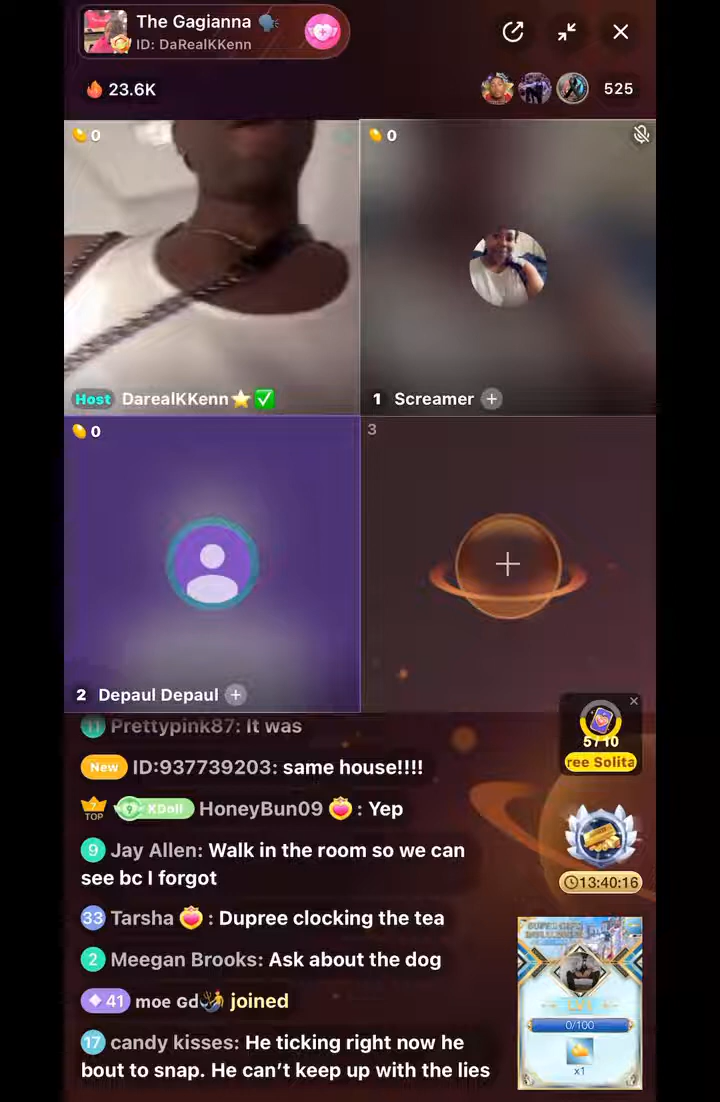 The Gagianna 🗣️
ID: DaRealKKenn
🔥 23.6K
525
0
0
Host DarealKKenn⭐✅
1 Screamer +
0
3
2 Depaul Depaul +
11 Prettypink87: It was
New ID:937739203: same house!!!!
7 TOP KDoll HoneyBun09 : Yep
9 Jay Allen: Walk in the room so we can
see bc I forgot
33 Tarsha : Dupree clocking the tea
2 Meegan Brooks: Ask about the dog
41 moe Gd joined
17 candy kisses: He ticking right now he
bout to snap. He can’t keep up with the lies
5/10
ree Solita
13:40:16
0/100
x1